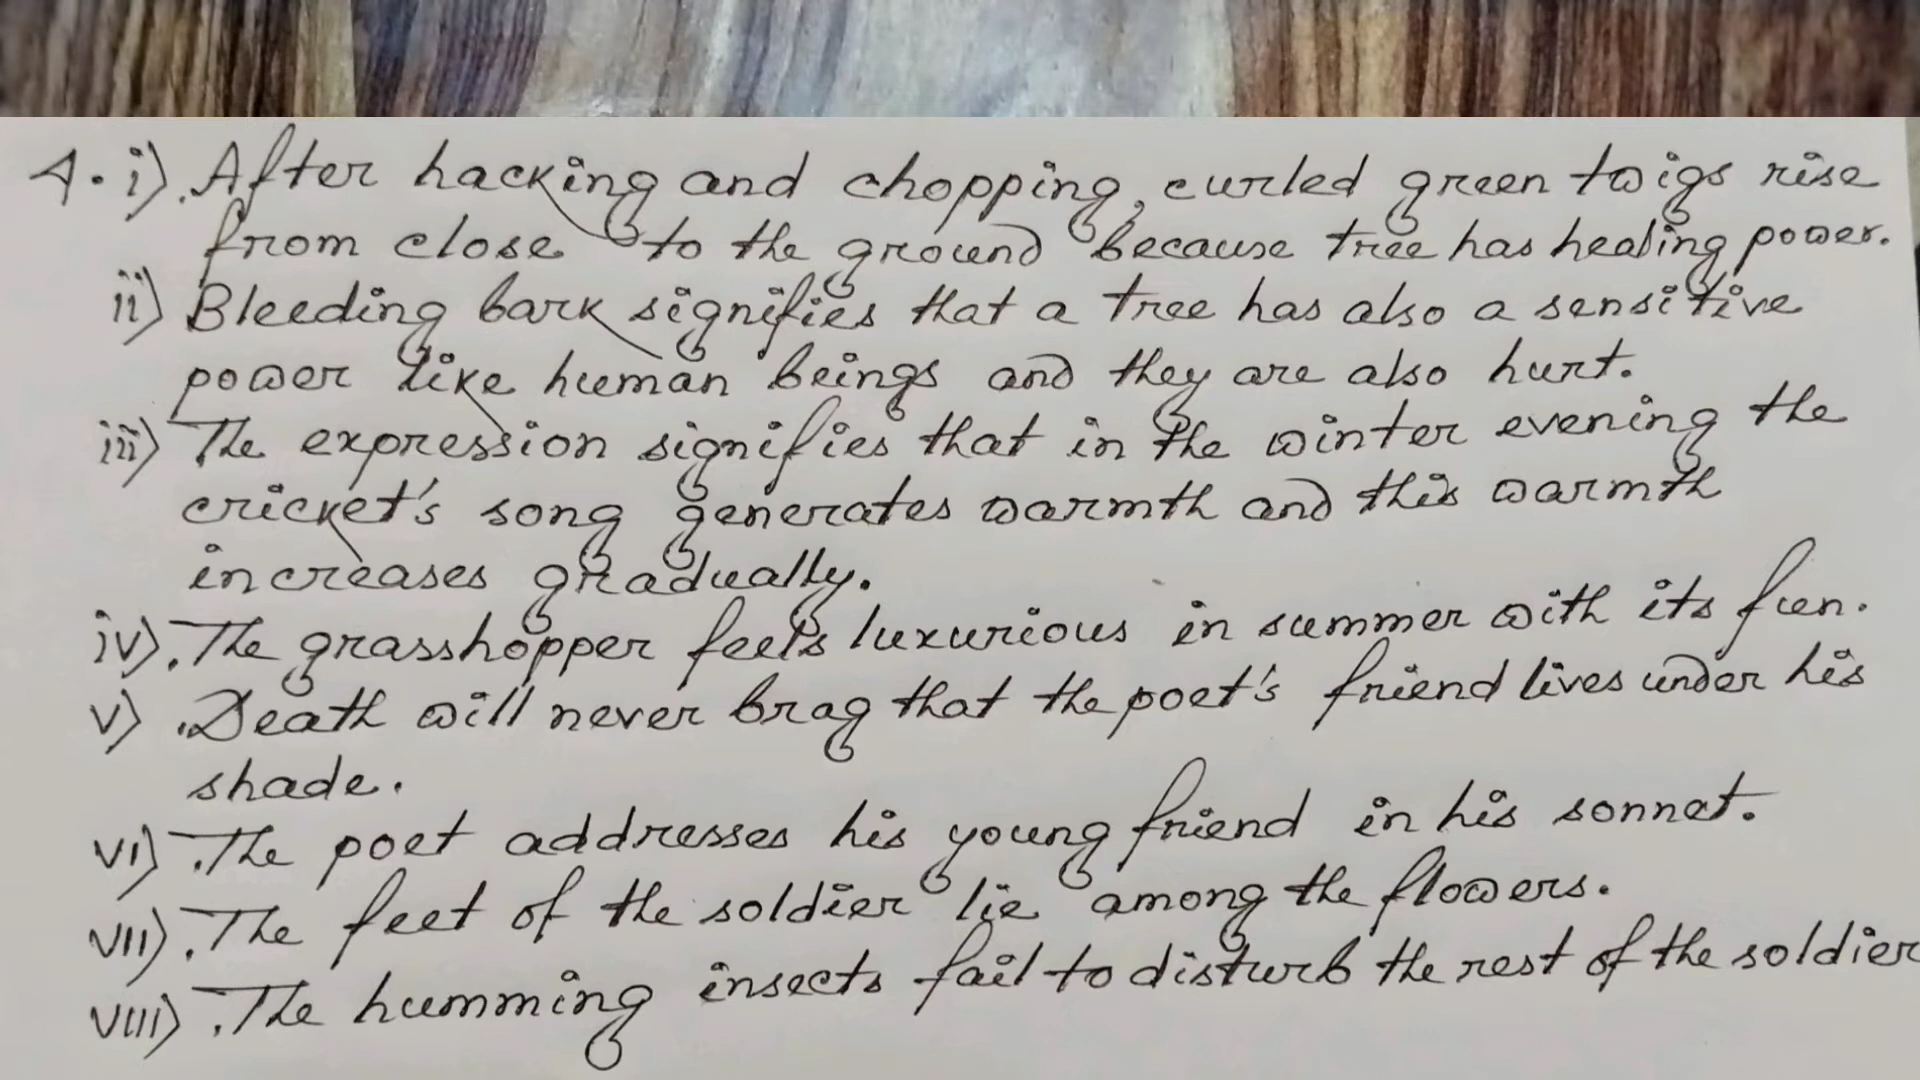 4. i). After hacking and chopping, curled green twigs rise
from close to the ground because tree has healing power.
ii) Bleeding bark signifies that a tree has also a sensitive
power like human beings and they are also hurt.
iii) The expression signifies that in the winter evening the
cricket's song generates warmth and this warmth
increases gradually.
iv). The grasshopper feels luxurious in summer with its fun.
v) .Death will never brag that the poet's friend lives under his
shade.
vi) .The poet addresses his young friend in his sonnet.
vii) .The feet of the soldier lie among the flowers.
viii) .The humming insects fail to disturb the rest of the soldier